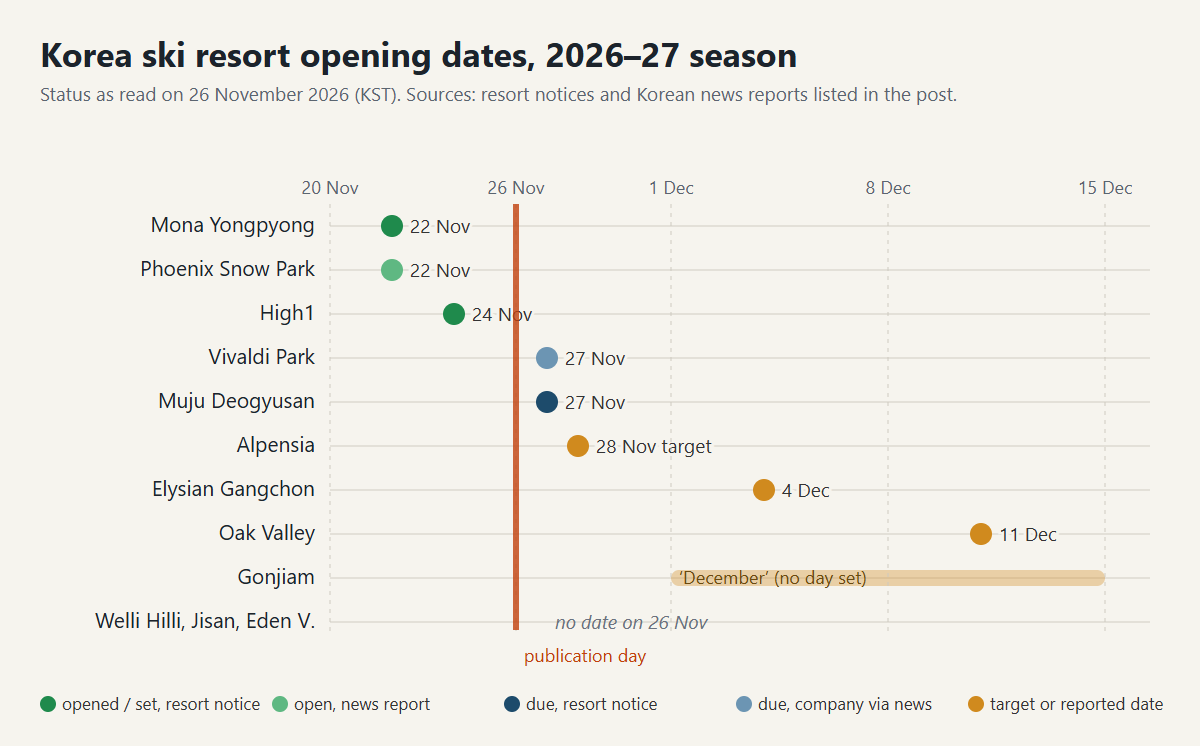 Korea ski resort opening dates, 2026–27 season
Status as read on 26 November 2026 (KST). Sources: resort notices and Korean news reports listed in the post.
20 Nov 26 Nov 1 Dec 8 Dec 15 Dec
Mona Yongpyong 22 Nov
Phoenix Snow Park 22 Nov
High1 24 Nov
Vivaldi Park 27 Nov
Muju Deogyusan 27 Nov
Alpensia 28 Nov target
Elysian Gangchon 4 Dec
Oak Valley 11 Dec
Gonjiam ‘December’ (no day set)
Welli Hilli, Jisan, Eden V. no date on 26 Nov
publication day
opened / set, resort notice open, news report due, resort notice due, company via news target or reported date